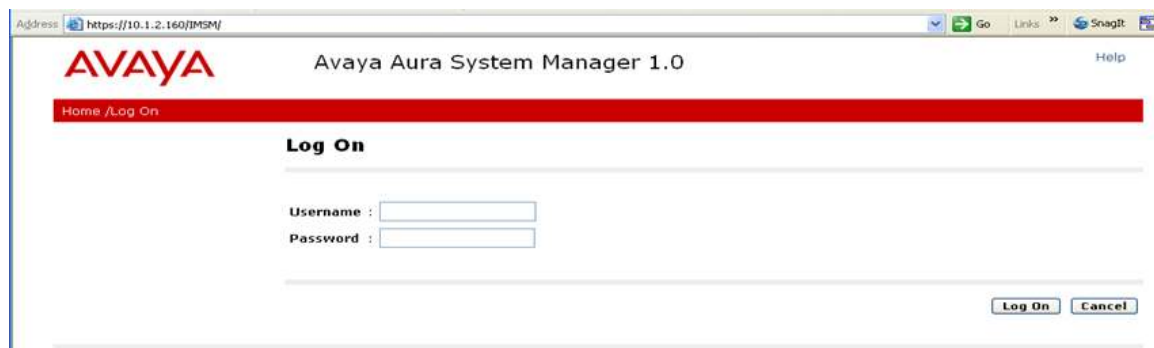 Address https://10.1.2.160/IMSM/ Go Links » SnagIt
AVAYA Avaya Aura System Manager 1.0 Help
Home /Log On
Log On
Username :
Password :
Log On Cancel